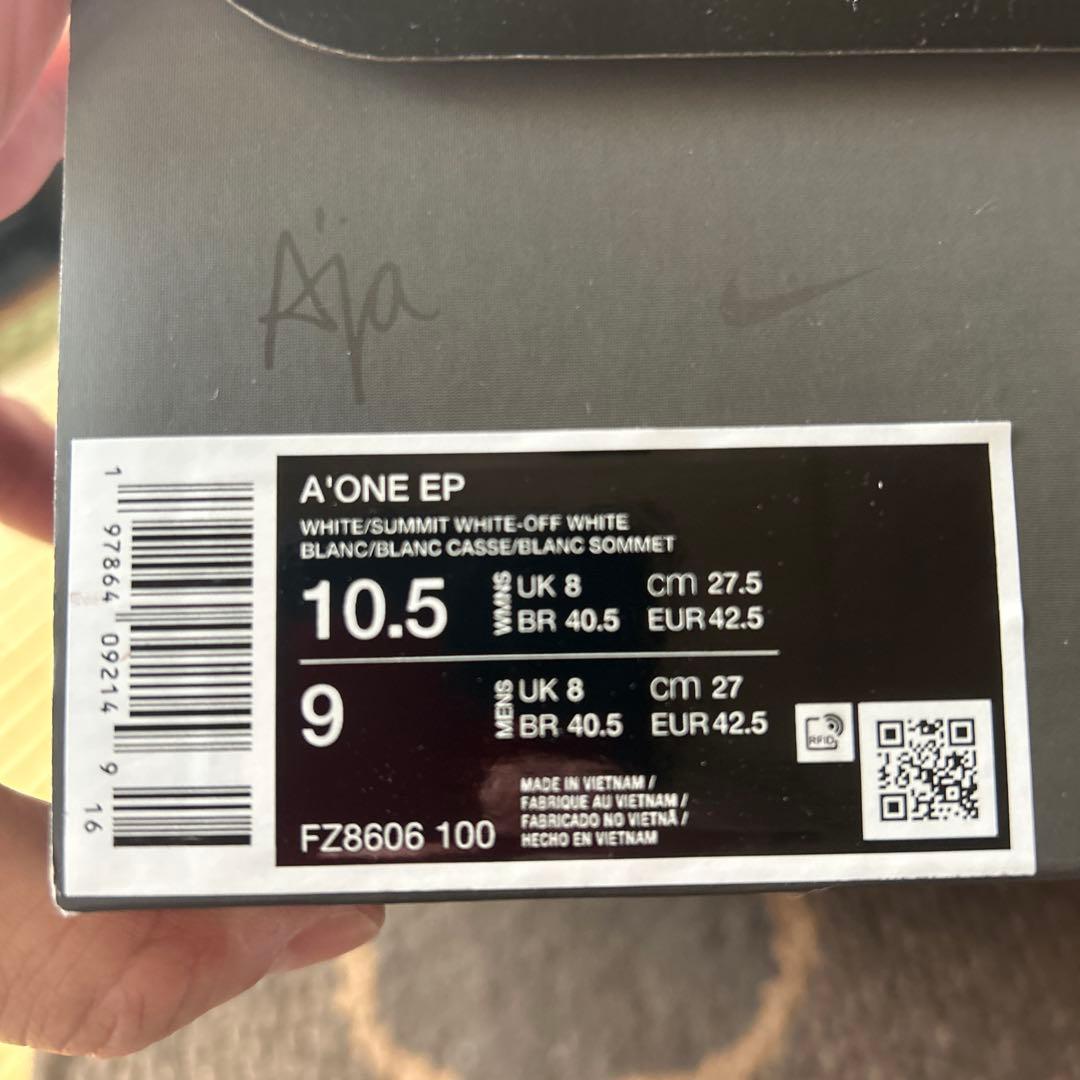 Aja
A'ONE EP
WHITE/SUMMIT WHITE-OFF WHITE
BLANC/BLANC CASSE/BLANC SOMMET
10.5 WMNS UK 8 cm 27.5
BR 40.5 EUR 42.5
9 MENS UK 8 cm 27
BR 40.5 EUR 42.5
RFID
MADE IN VIETNAM /
FABRIQUE AU VIETNAM /
FABRICADO NO VIETNÃ /
HECHO EN VIETNAM
FZ8606 100
1 97864 09214 9 16